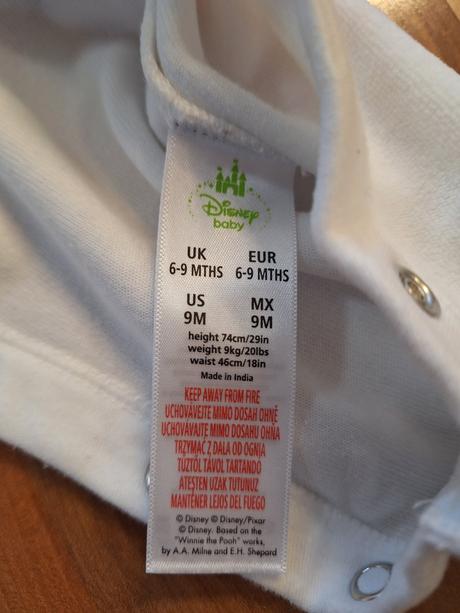 Disney
baby
UK EUR
6-9 MTHS 6-9 MTHS
US MX
9M 9M
height 74cm/29in
weight 9kg/20lbs
waist 46cm/18in
Made in India
KEEP AWAY FROM FIRE
UCHOVÁVEJTE MIMO DOSAH OHNĚ
UCHOVÁVAJTE MIMO DOSAHU OHŇA
TRZYMAĆ Z DALA OD OGNIA
TŰZTŐL TÁVOL TARTANDÓ
ATEŞTEN UZAK TUTUNUZ
MANTENER LEJOS DEL FUEGO
© Disney © Disney/Pixar
© Disney. Based on the
"Winnie the Pooh" works,
by A.A. Milne and E.H. Shepard